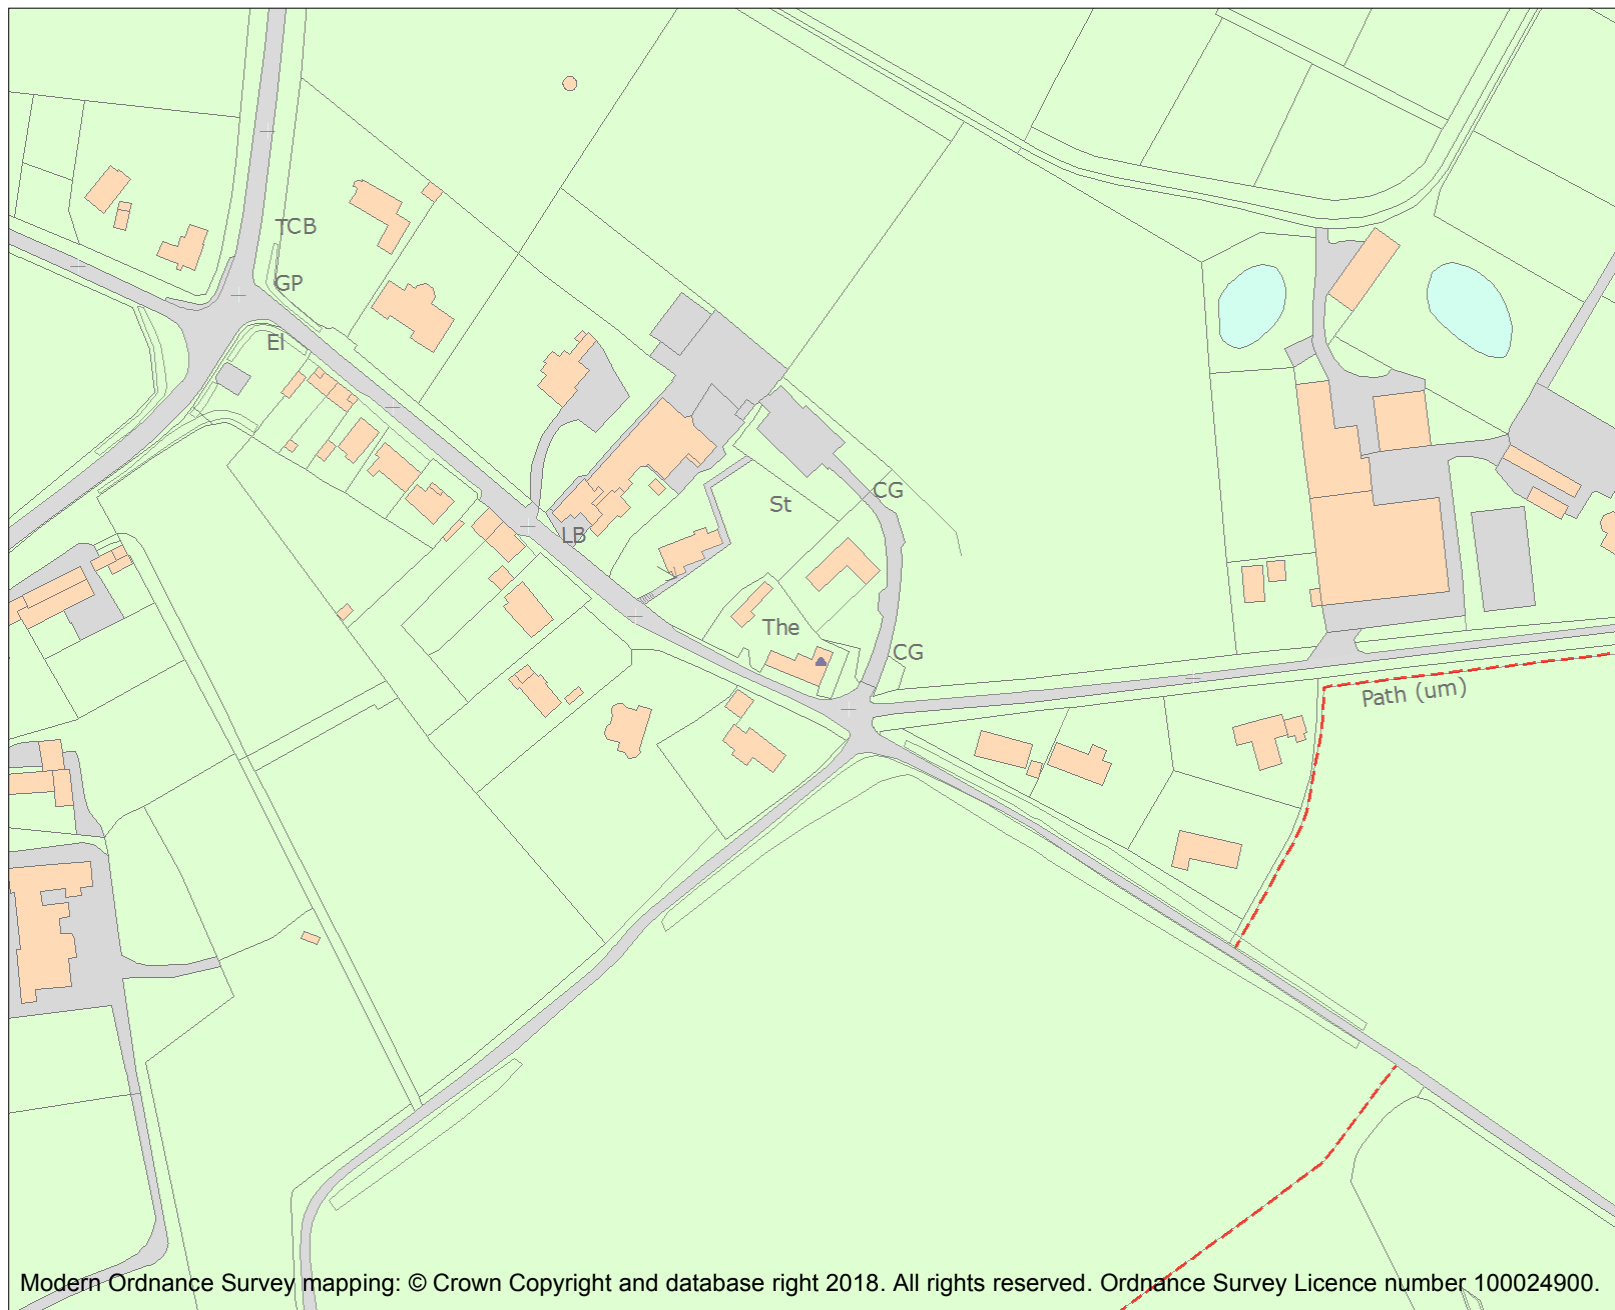 TCB
GP
El
CG
St
LB
The
CG
Path (um)
Modern Ordnance Survey mapping: © Crown Copyright and database right 2018. All rights reserved. Ordnance Survey Licence number 100024900.